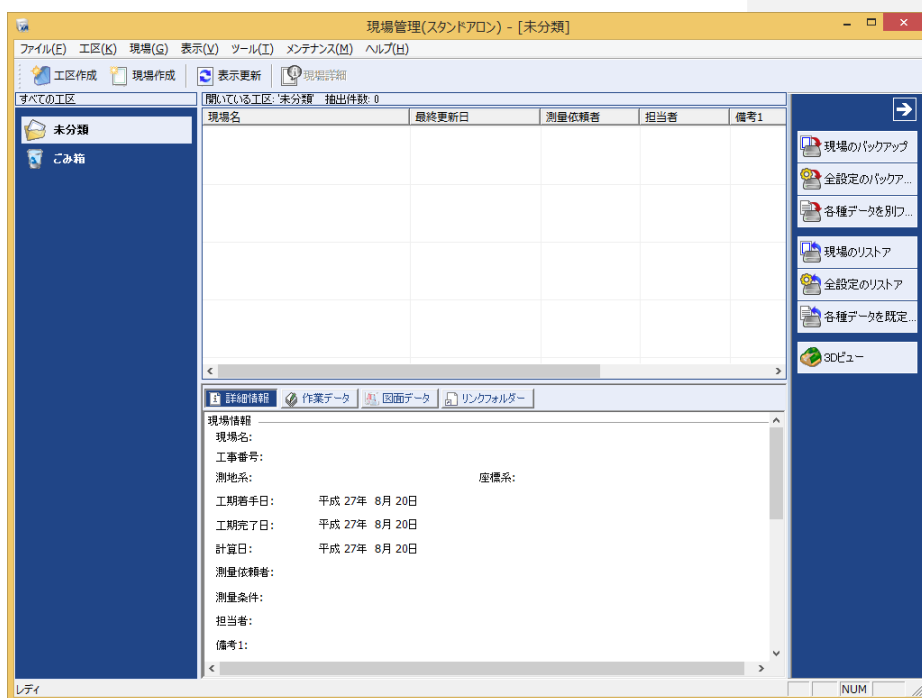 現場管理(スタンドアロン) - [未分類]
ファイル(F) 工区(K) 現場(G) 表示(V) ツール(T) メンテナンス(M) ヘルプ(H)
工区作成 現場作成 表示更新 現場詳細
すべての工区
開いている工区: '未分類' 抽出件数: 0
未分類
ごみ箱
現場名 最終更新日 測量依頼者 担当者 備考1
現場のバックアップ
全設定のバックア...
各種データを別フ...
現場のリストア
全設定のリストア
各種データを既定...
3Dビュー
詳細情報 作業データ 図面データ リンクフォルダー
現場情報
現場名:
工事番号:
測地系: 座標系:
工期着手日: 平成 27年 8月 20日
工期完了日: 平成 27年 8月 20日
計算日: 平成 27年 8月 20日
測量依頼者:
測量条件:
担当者:
備考1:
レディ NUM